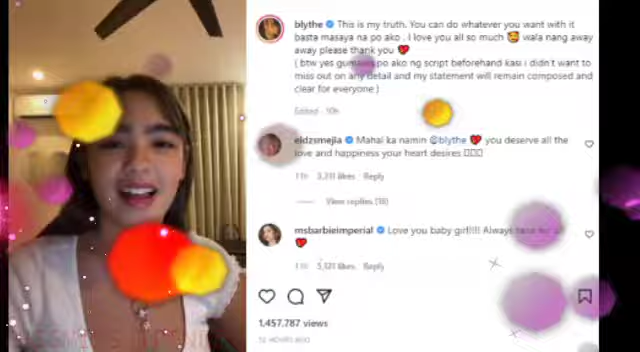 blythe This is my truth. You can do whatever you want with it
basta masaya na po ako . I love you all so much 🥰 wala nang away
away please thank you ❤️
( btw yes po ako ng script beforehand kasi i didn't want to
miss out on any detail and my statement will remain composed and
clear for everyone )
Edited · 10h
eldzsmejia Mahal ka namin @blythe ❤️ you deserve all the
love and happiness your heart desires
11h 3,311 likes Reply
View replies (18)
msbarbieimperial Love you baby girl!!!! Always
❤️
11h 5,121 likes Reply
1,457,787 views
12 HOURS AGO